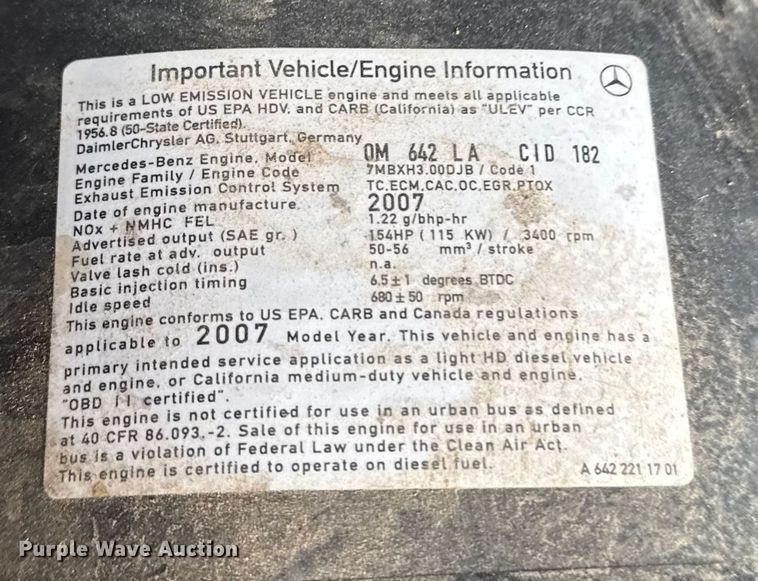 Important Vehicle/Engine Information
This is a LOW EMISSION VEHICLE engine and meets all applicable
requirements of US EPA HDV. and CARB (California) as "ULEV" per CCR
1956.8 (50-State Certified).
DaimlerChrysler AG, Stuttgart, Germany
Mercedes-Benz Engine, Model OM 642 LA CID 182
Engine Family / Engine Code 7MBXH3.00DJB / Code 1
Exhaust Emission Control System TC,ECM,CAC,OC,EGR,PTOX
Date of engine manufacture 2007
NOx + NMHC FEL 1.22 g/bhp-hr
Advertised output (SAE gr.) 154HP (115 KW) / 3400 rpm
Fuel rate at adv. output 50-56 mm³ / stroke
Valve lash cold (ins.) n.a.
Basic injection timing 6.5±1 degrees BTDC
Idle speed 680±50 rpm
This engine conforms to US EPA, CARB and Canada regulations
applicable to 2007 Model Year. This vehicle and engine has a
primary intended service application as a light HD diesel vehicle
and engine, or California medium-duty vehicle and engine.
"OBD II certified".
This engine is not certified for use in an urban bus as defined
at 40 CFR 86.093.-2. Sale of this engine for use in an urban
bus is a violation of Federal Law under the Clean Air Act.
This engine is certified to operate on diesel fuel.
A 642 221 17 01
Purple Wave Auction